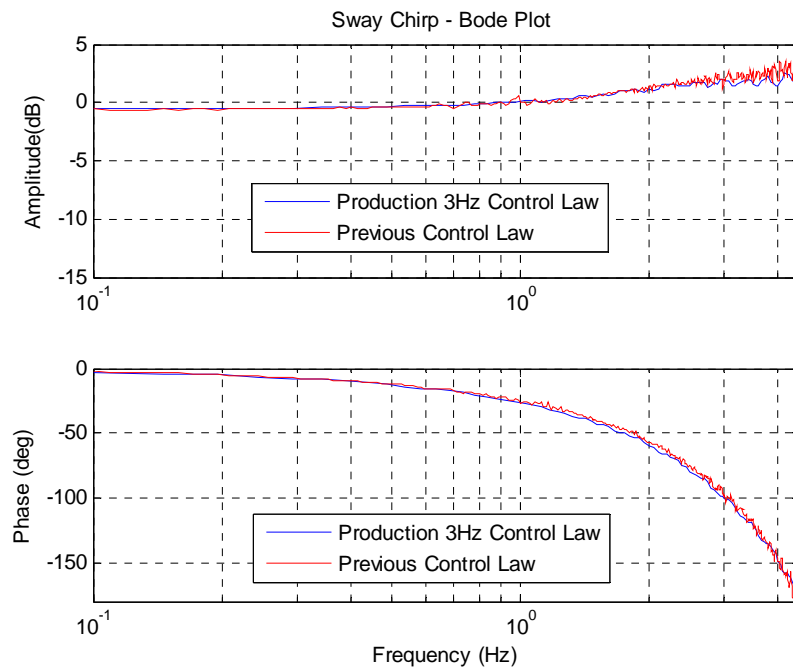 Sway Chirp - Bode Plot
Amplitude(dB)
5
0
-5
-10
-15
Production 3Hz Control Law
Previous Control Law
10^-1
10^0
Phase (deg)
0
-50
-100
-150
Production 3Hz Control Law
Previous Control Law
10^-1
10^0
Frequency (Hz)